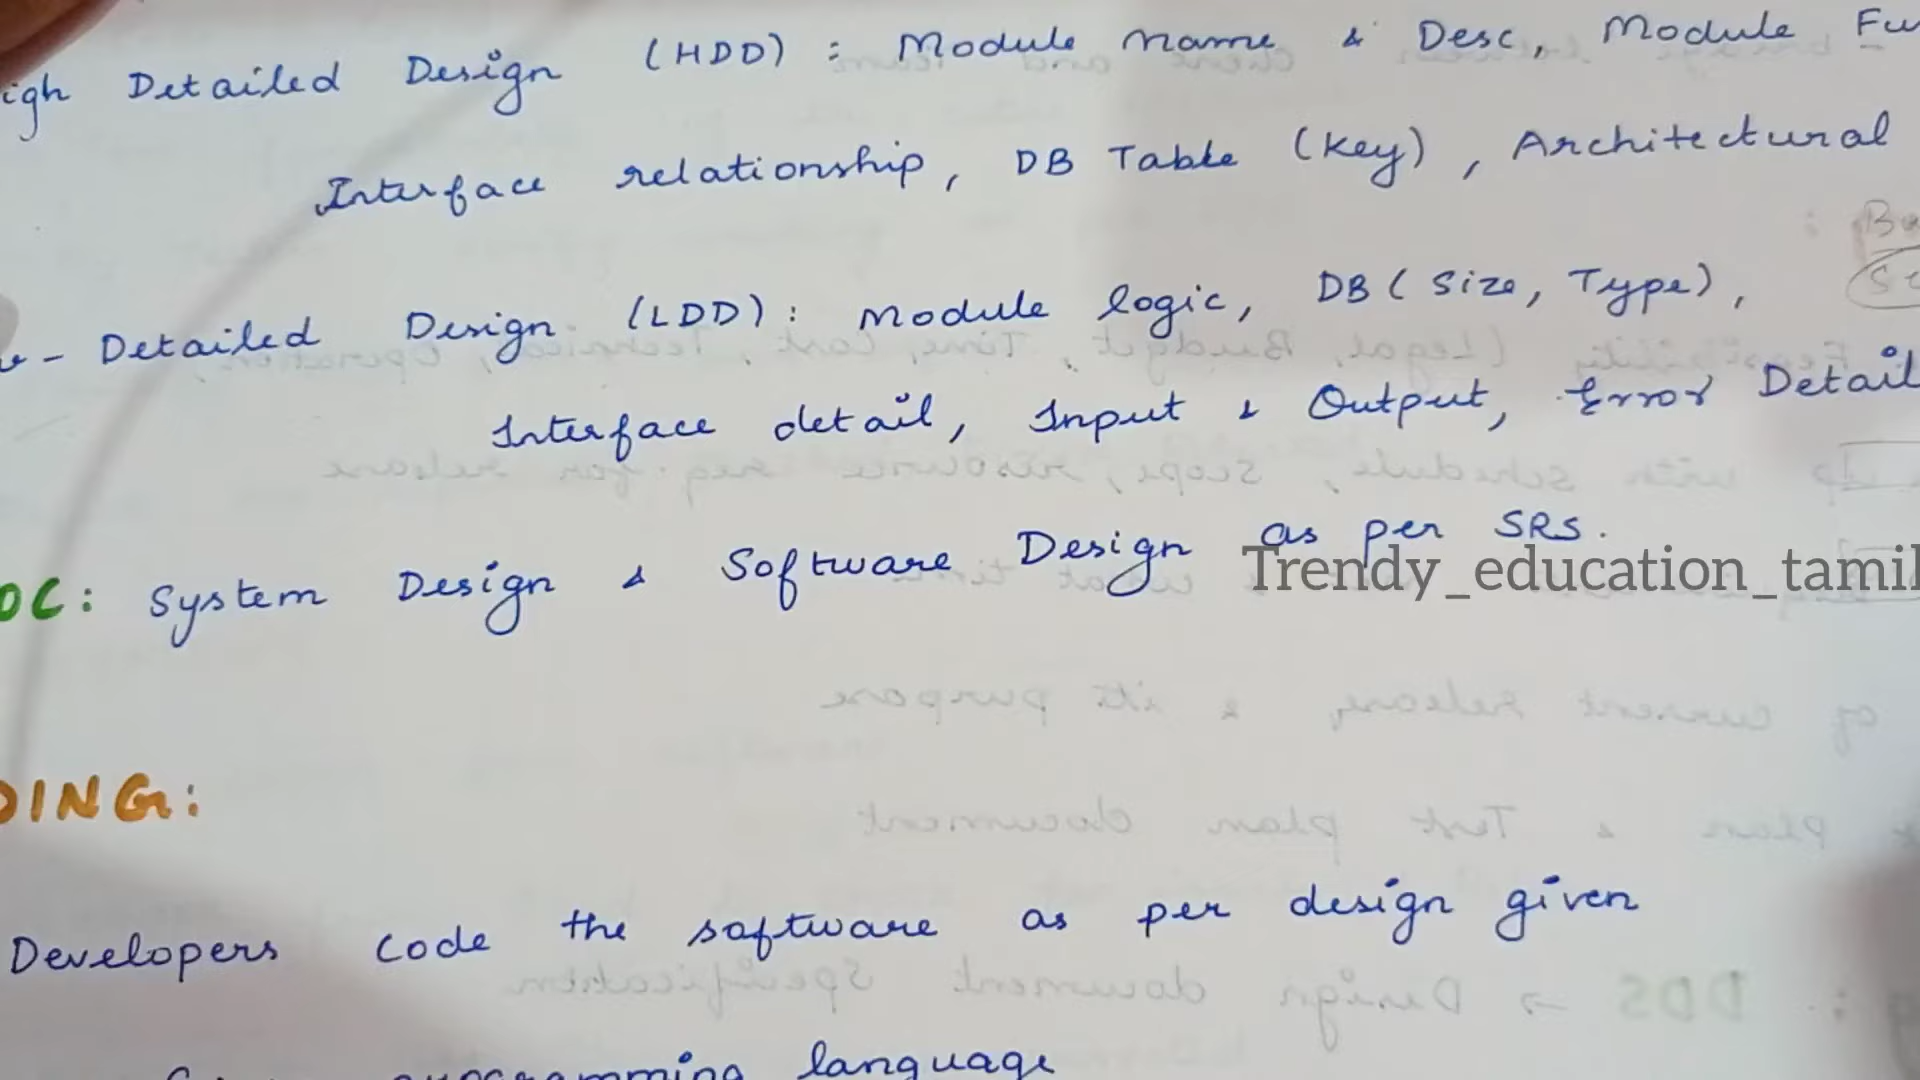 igh Detailed Design (HDD) : Module name & Desc, Module Fu
Interface relationship, DB Table (Key), Architectural
Detailed Design (LDD): Module logic, DB (Size, Type),
Interface detail, Input & Output, Error Detail
OC: System Design & Software Design as per SRS.
Trendy_education_tamil
DING:
Developers code the software as per design given
programming language